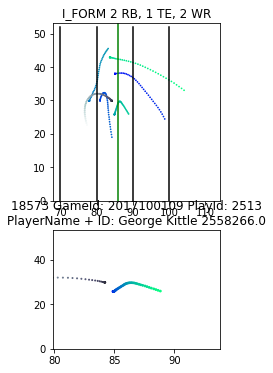 I_FORM 2 RB, 1 TE, 2 WR
50
40
30
20
10
0
70 80 90 100 110
18573 GameId: 2017100109 PlayId: 2513
PlayerName + ID: George Kittle 2558266.0
40
20
0
80 85 90